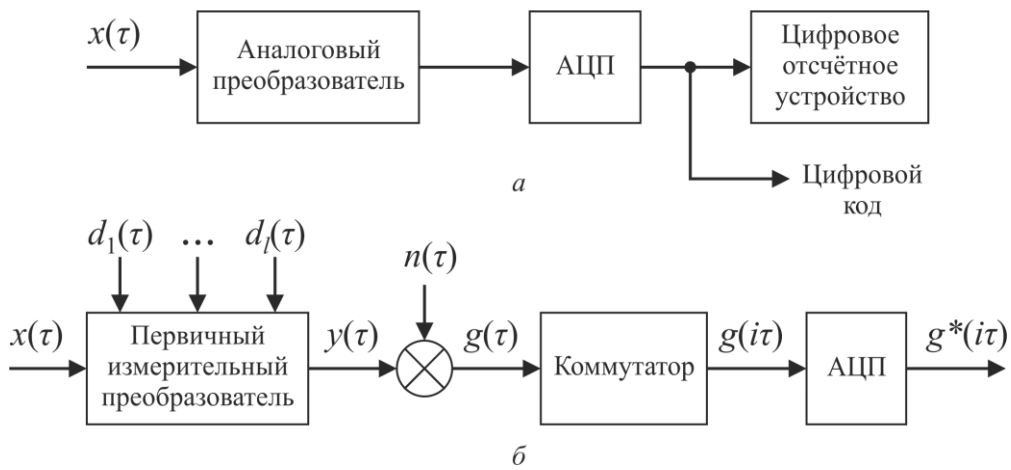 x(τ)
Аналоговый
преобразователь
АЦП
Цифровое
отсчётное
устройство
Цифровой
код
а
d₁(τ) ... dₗ(τ)
n(τ)
x(τ)
Первичный
измерительный
преобразователь
y(τ)
g(τ)
Коммутатор
g(iτ)
АЦП
g*(iτ)
б